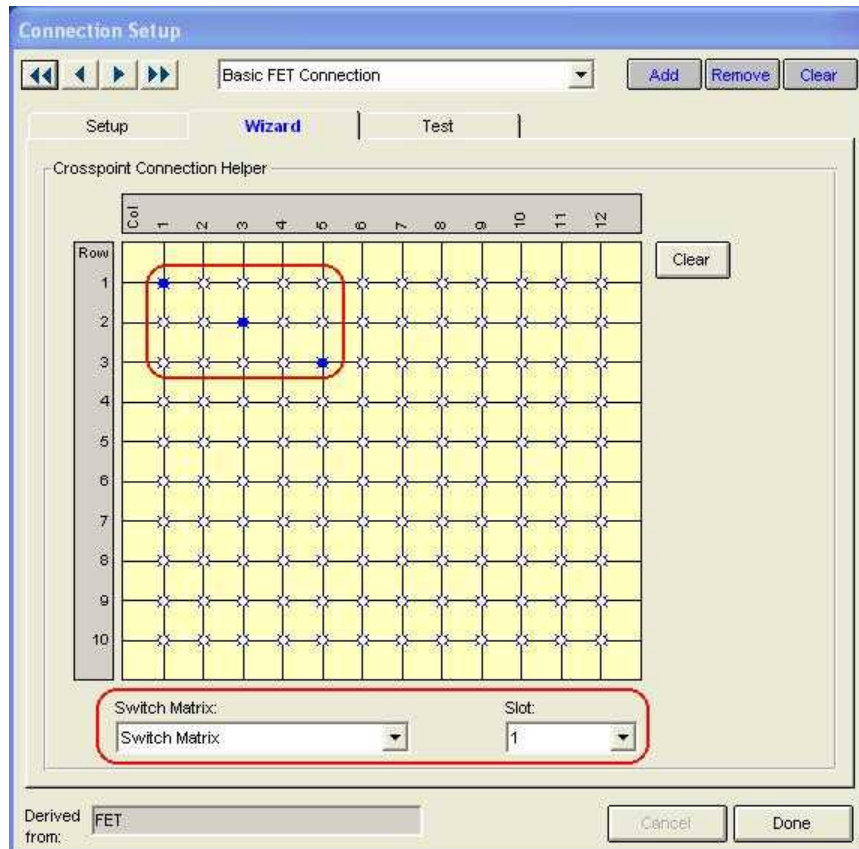 Connection Setup
Basic FET Connection
Add Remove Clear
Setup Wizard Test
Crosspoint Connection Helper
Col 1 2 3 4 5 6 7 8 9 10 11 12
Row
Clear
1
2
3
4
5
6
7
8
9
10
Switch Matrix: Slot:
Switch Matrix 1
Derived from: FET
Cancel Done